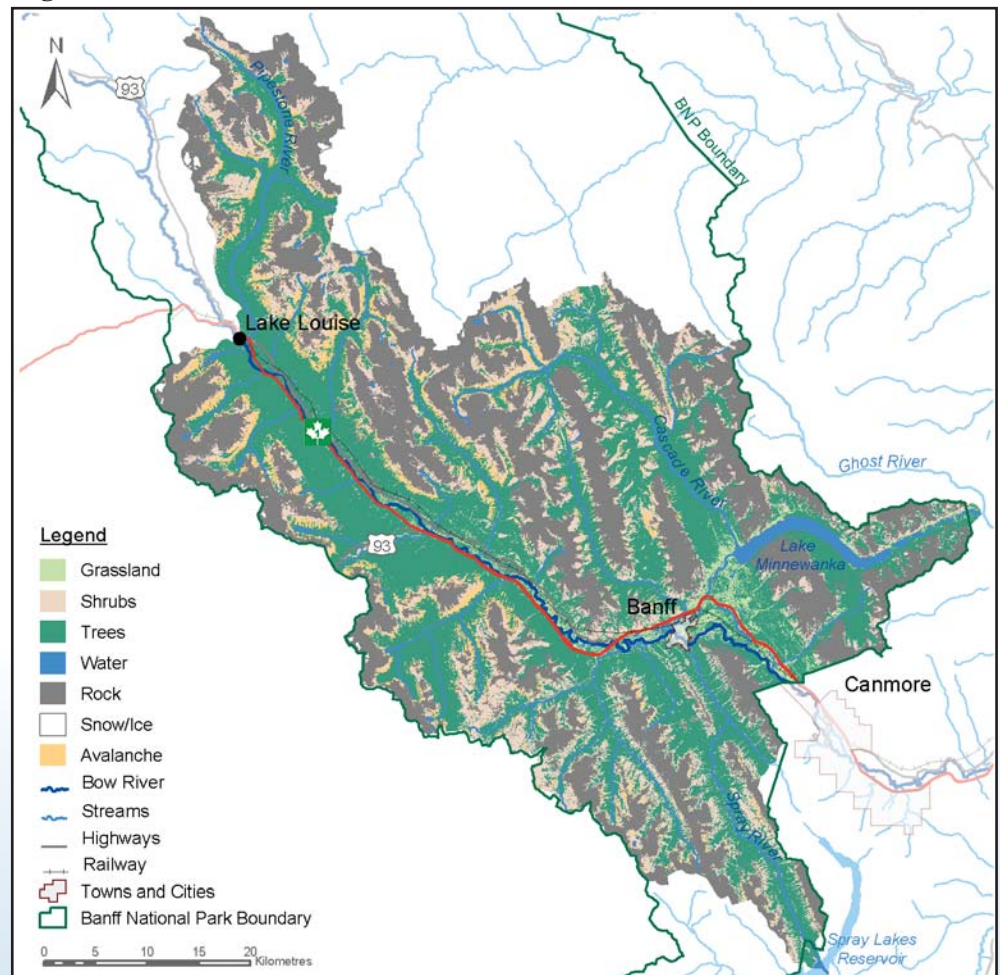 N
93
Pipestone River
BNP Boundary
Lake Louise
1
Cascade River
Ghost River
93
Lake
Minnewanka
Banff
Canmore
Spray River
Spray Lakes
Reservoir
Legend
Grassland
Shrubs
Trees
Water
Rock
Snow/Ice
Avalanche
Bow River
Streams
Highways
Railway
Towns and Cities
Banff National Park Boundary
0 5 10 20
Kilometres